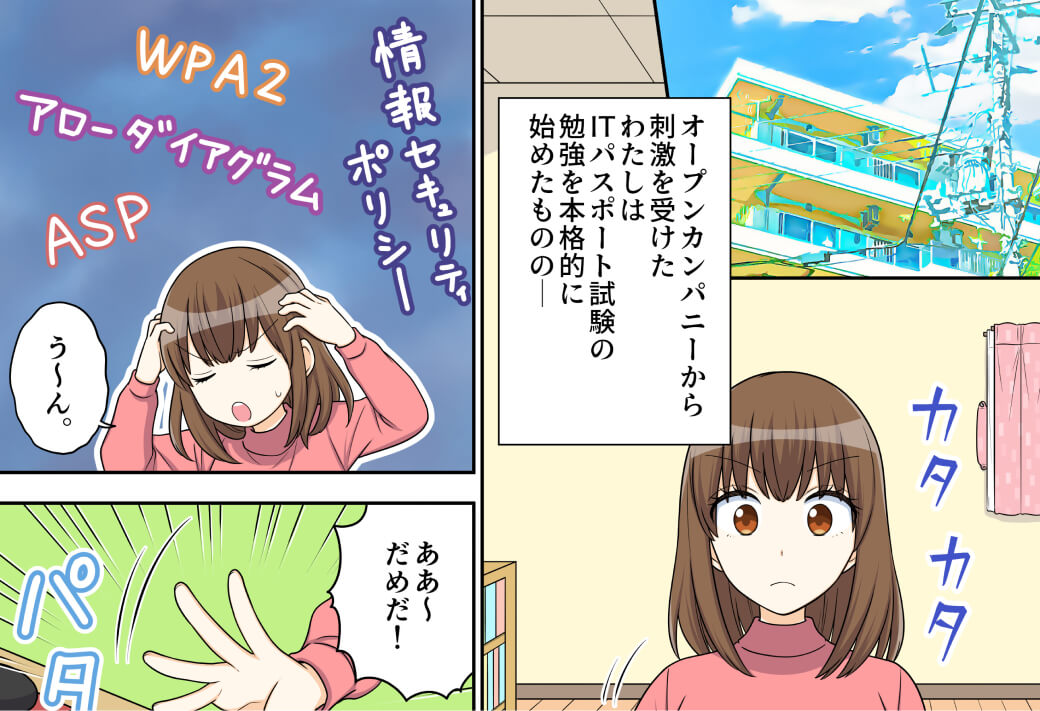 オープンカンパニーから
刺激を受けた
わたしは
ITパスポート試験の
勉強を本格的に
始めたものの―
カタカタ
情報セキュリティ
ポリシー
WPA2
アローダイアグラム
ASP
う～ん。
ああ～
だめだ！
パタ